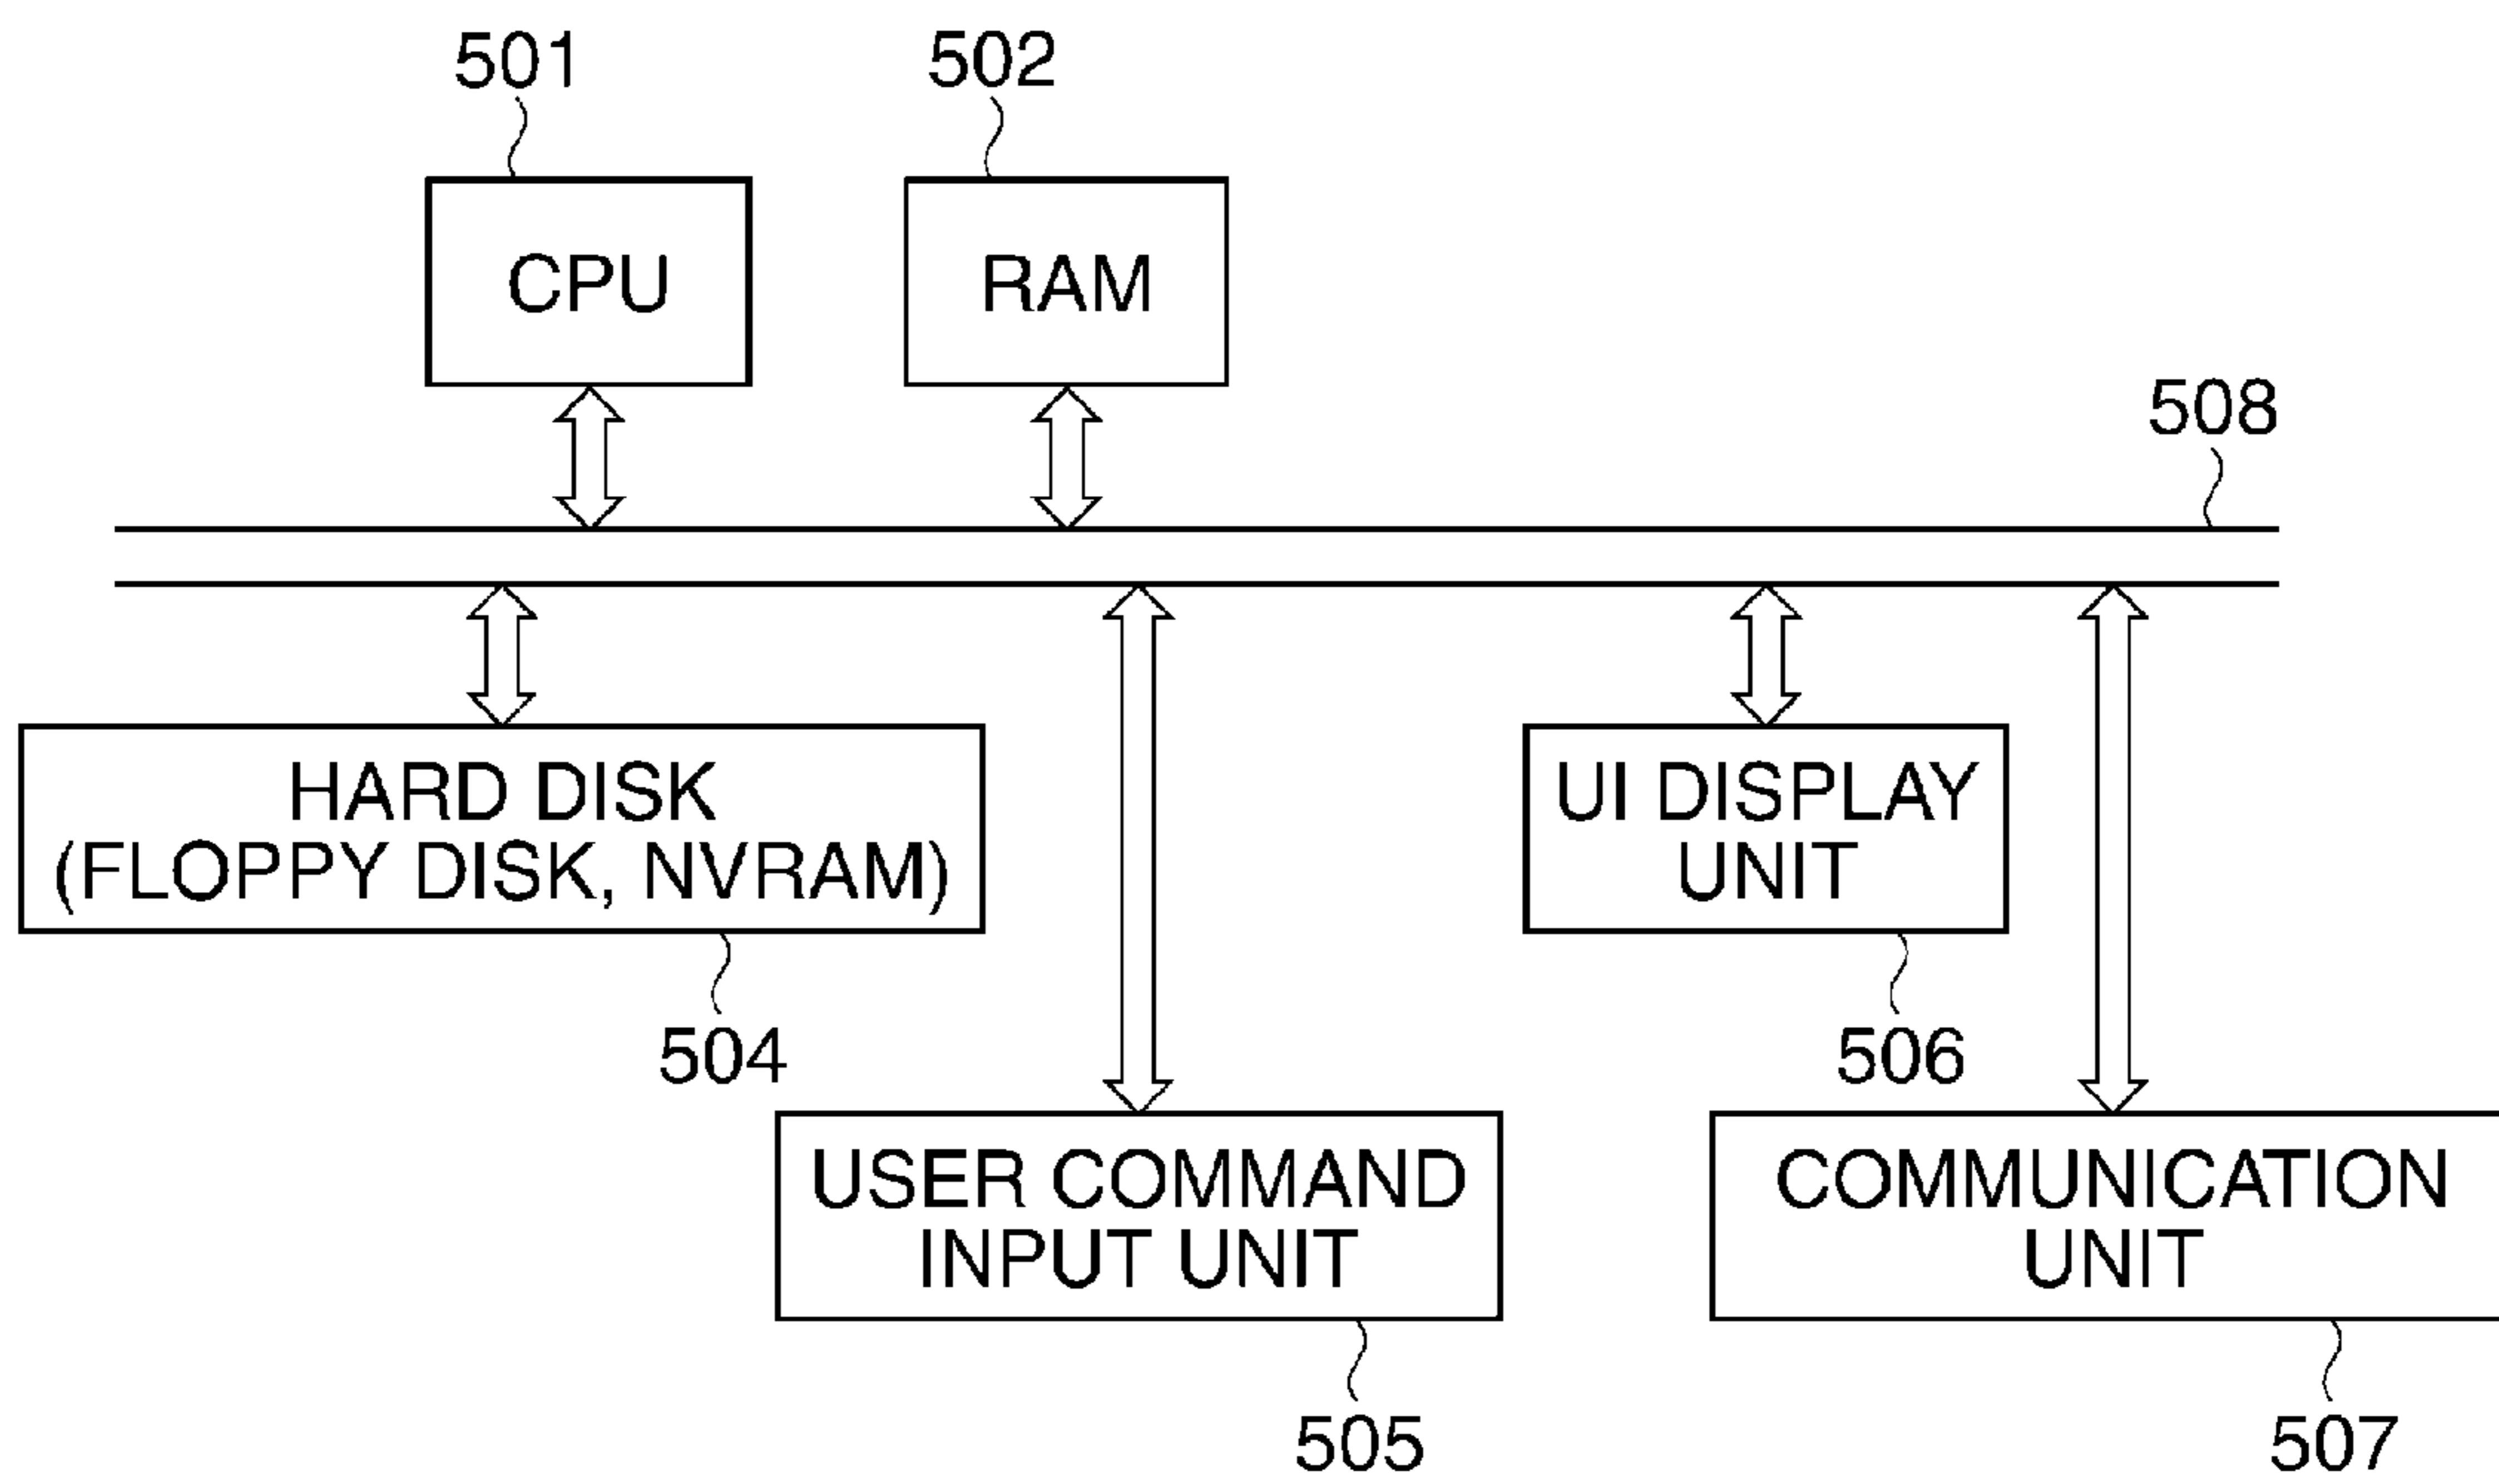 501
502
CPU
RAM
508
HARD DISK
(FLOPPY DISK, NVRAM)
UI DISPLAY
UNIT
504
506
USER COMMAND
INPUT UNIT
COMMUNICATION
UNIT
505
507